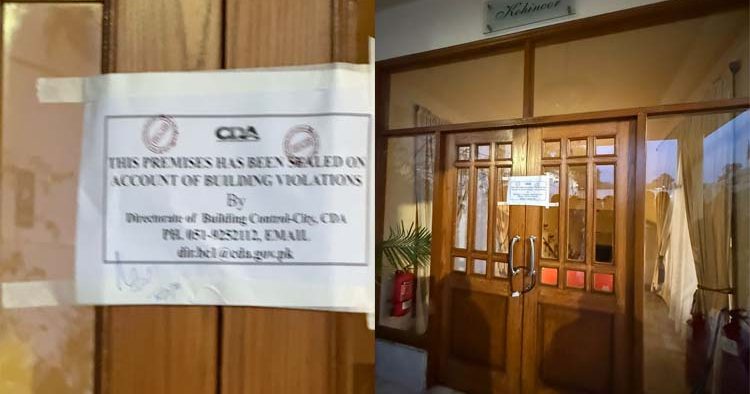 CDA
THIS PREMISES HAS BEEN SEALED ON
ACCOUNT OF BUILDING VIOLATIONS
By
Directorate of Building Control-City, CDA
PH. 051-9252112, EMAIL
dir.bc1@cda.gov.pk
Kohinoor